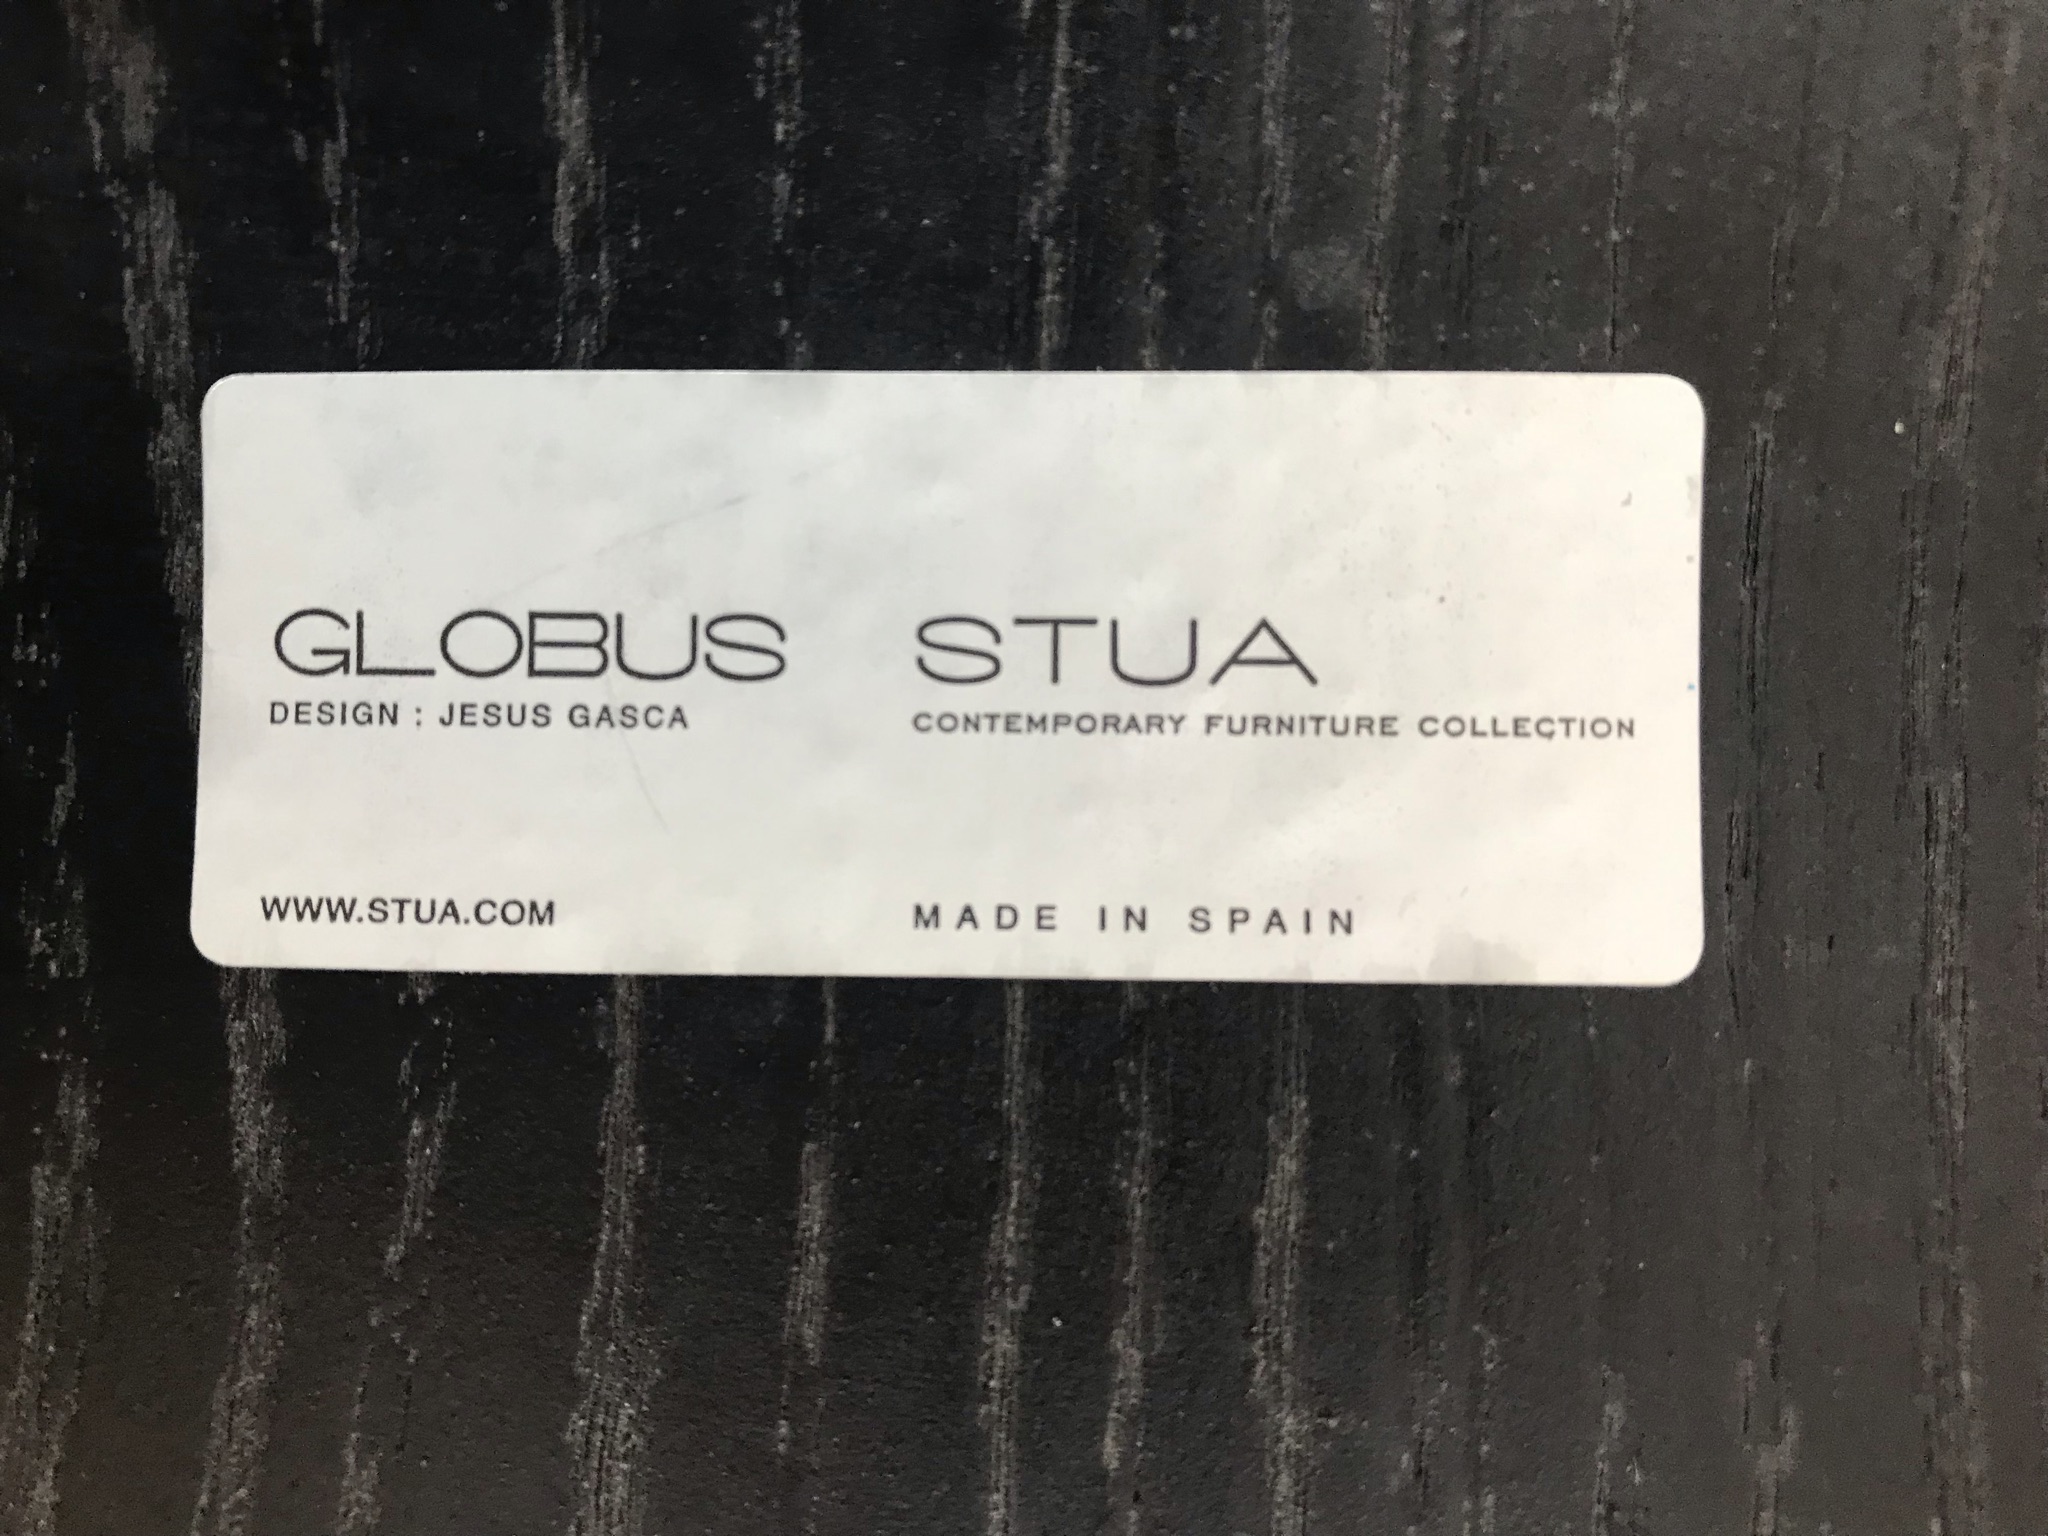 GLOBUS
DESIGN : JESUS GASCA
STUA
CONTEMPORARY FURNITURE COLLECTION
WWW.STUA.COM
MADE IN SPAIN